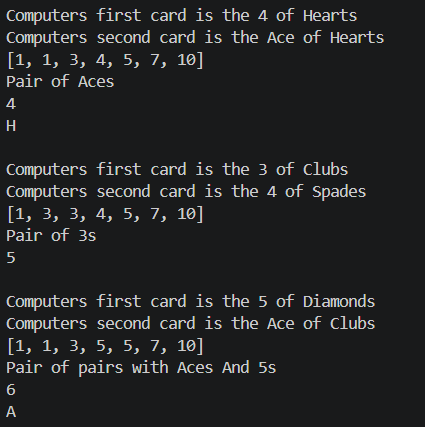 Computers first card is the 4 of Hearts
Computers second card is the Ace of Hearts
[1, 1, 3, 4, 5, 7, 10]
Pair of Aces
4
H
Computers first card is the 3 of Clubs
Computers second card is the 4 of Spades
[1, 3, 3, 4, 5, 7, 10]
Pair of 3s
5
Computers first card is the 5 of Diamonds
Computers second card is the Ace of Clubs
[1, 1, 3, 5, 5, 7, 10]
Pair of pairs with Aces And 5s
6
A